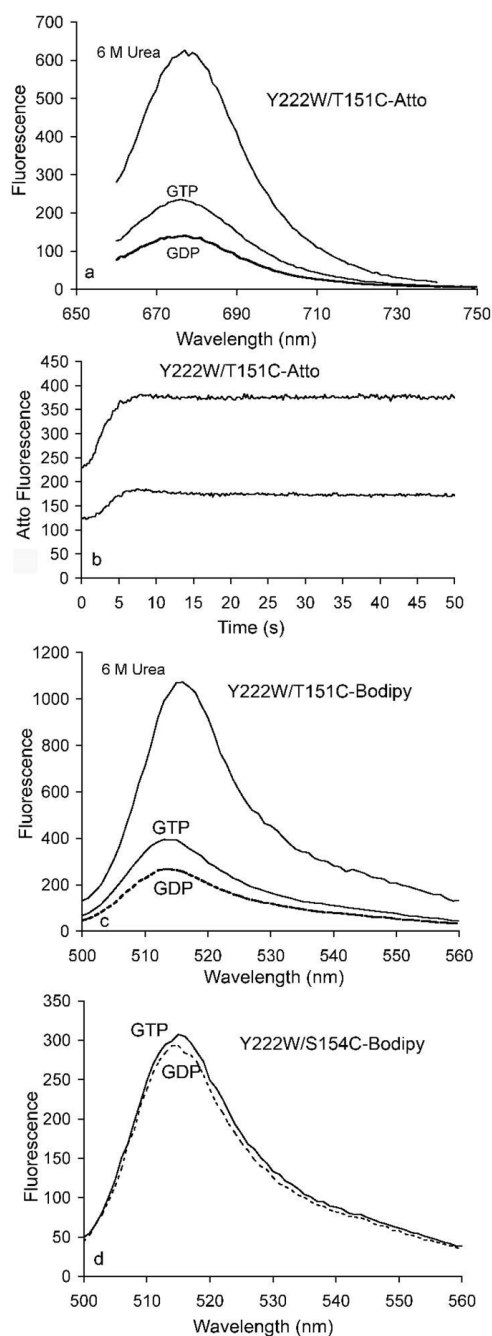 700
600
500
400
300
200
100
0
6 M Urea
Y222W/T151C-Atto
GTP
GDP
a
Fluorescence
650 670 690 710 730 750
Wavelength (nm)
450
400
350
300
250
200
150
100
50
0
Y222W/T151C-Atto
Atto Fluorescence
b
0 5 10 15 20 25 30 35 40 45 50
Time (s)
1200
1000
800
600
400
200
0
6 M Urea
Y222W/T151C-Bodipy
GTP
GDP
c
Fluorescence
500 510 520 530 540 550 560
Wavelength (nm)
350
300
250
200
150
100
50
0
GTP
Y222W/S154C-Bodipy
GDP
Fluorescence
d
500 510 520 530 540 550 560
Wavelength (nm)